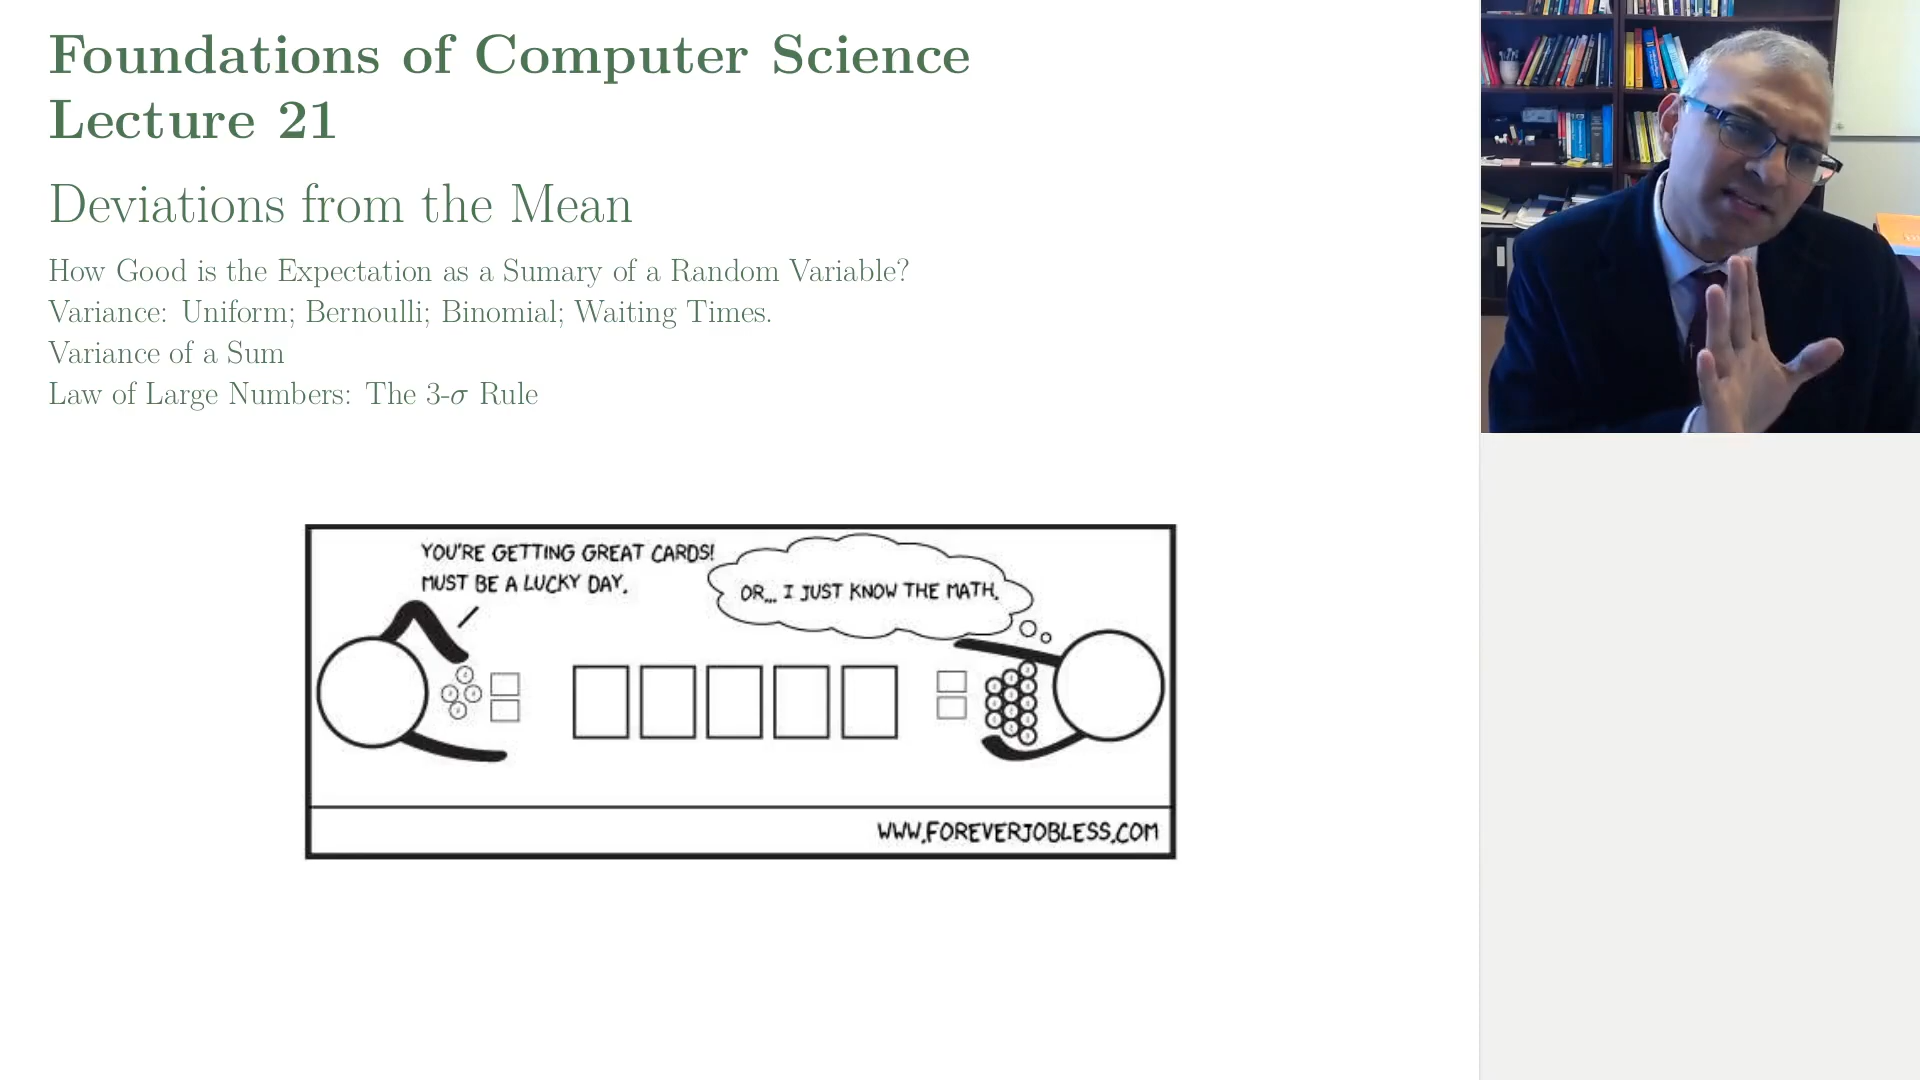 Foundations of Computer Science
Lecture 21
Deviations from the Mean
How Good is the Expectation as a Sumary of a Random Variable?
Variance: Uniform; Bernoulli; Binomial; Waiting Times.
Variance of a Sum
Law of Large Numbers: The 3-σ Rule
YOU'RE GETTING GREAT CARDS!
MUST BE A LUCKY DAY.
OR... I JUST KNOW THE MATH.
WWW.FOREVERJOBLESS.COM